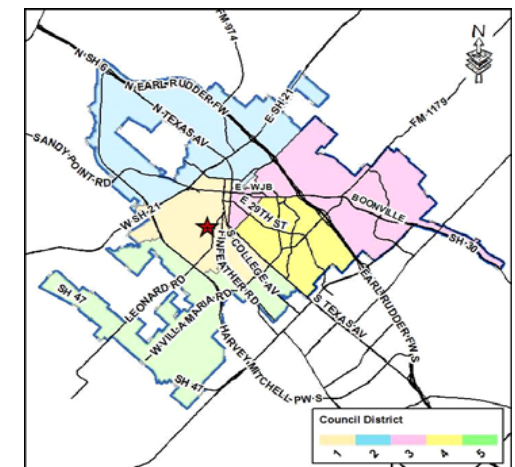 FM-974
N
N SH 6
N EARL RUDDER FW
E SH-21
N TEXAS AV
FM-1179
SANDY POINT RD
E WJB
BOONVILLE
E 29TH ST
W SH-21
SH-30
S COLLEGE AV
FINFEATHER RD
LEONARD RD
SH 47
W VILLA MARIA RD
S TEXAS AV
EARL RUDDER FW S
HARVEY MITCHELL PW S
SH 47
Council District
1 2 3 4 5